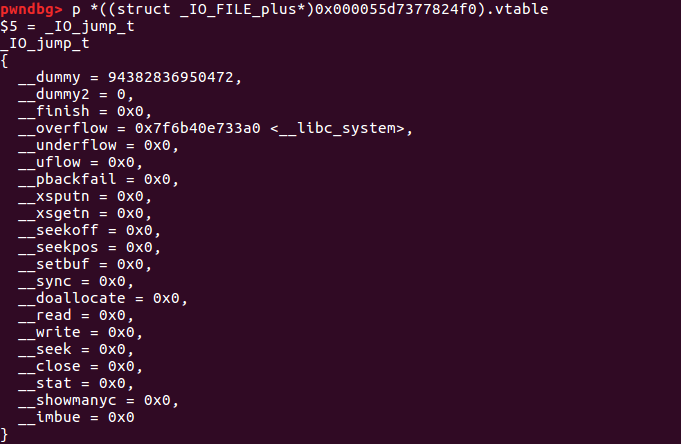 pwndbg> p *((struct _IO_FILE_plus*)0x000055d7377824f0).vtable
$5 = _IO_jump_t
_IO_jump_t
{
  __dummy = 94382836950472,
  __dummy2 = 0,
  __finish = 0x0,
  __overflow = 0x7f6b40e733a0 <__libc_system>,
  __underflow = 0x0,
  __uflow = 0x0,
  __pbackfail = 0x0,
  __xsputn = 0x0,
  __xsgetn = 0x0,
  __seekoff = 0x0,
  __seekpos = 0x0,
  __setbuf = 0x0,
  __sync = 0x0,
  __doallocate = 0x0,
  __read = 0x0,
  __write = 0x0,
  __seek = 0x0,
  __close = 0x0,
  __stat = 0x0,
  __showmanyc = 0x0,
  __imbue = 0x0
}